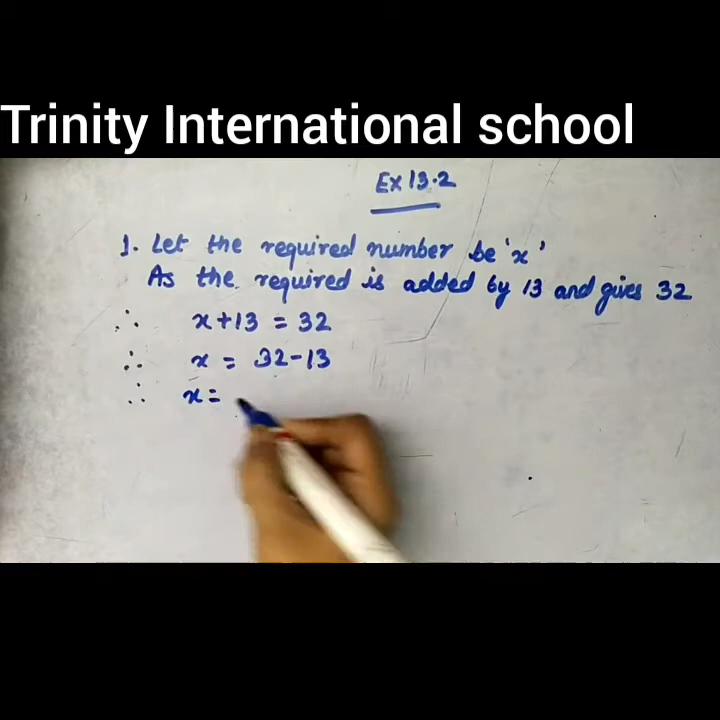 Trinity International school
Ex 13.2
1. Let the required number be 'x'
As the required is added by 13 and gives 32
∴ x+13 = 32
∴ x = 32-13
∴ x =